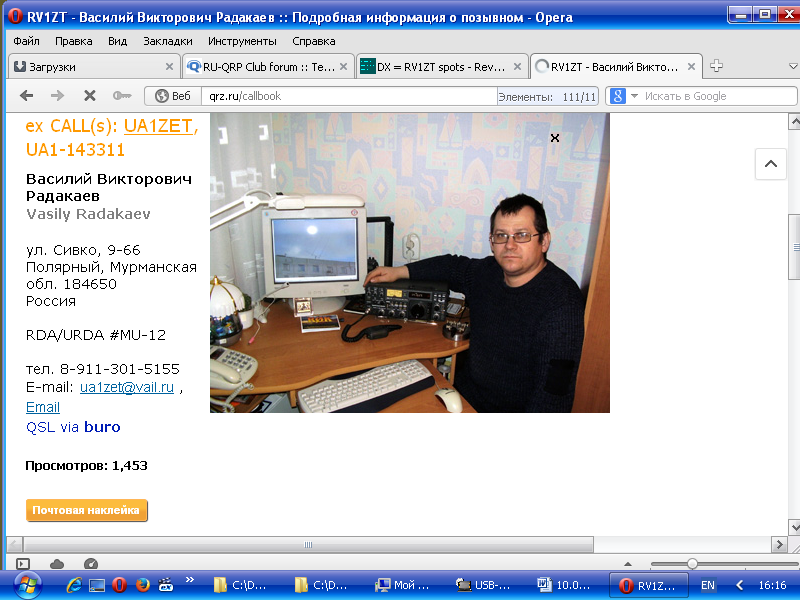 RV1ZT - Василий Викторович Радакаев :: Подробная информация о позывном - Opera
Файл Правка Вид Закладки Инструменты Справка
Загрузки
RU-QRP Club forum :: Te...
DX = RV1ZT spots - Rev...
RV1ZT - Василий Викто...
Веб
qrz.ru/callbook
Элементы: 111/11
Искать в Google
ex CALL(s): UA1ZET,
UA1-143311
Василий Викторович
Радакаев
Vasily Radakaev
ул. Сивко, 9-66
Полярный, Мурманская
обл. 184650
Россия
RDA/URDA #MU-12
тел. 8-911-301-5155
E-mail: ua1zet@vail.ru ,
Email
QSL via buro
Просмотров: 1,453
Почтовая наклейка
C:\D...
C:\D...
Мой ...
USB-...
10.0...
RV1Z...
EN
16:16